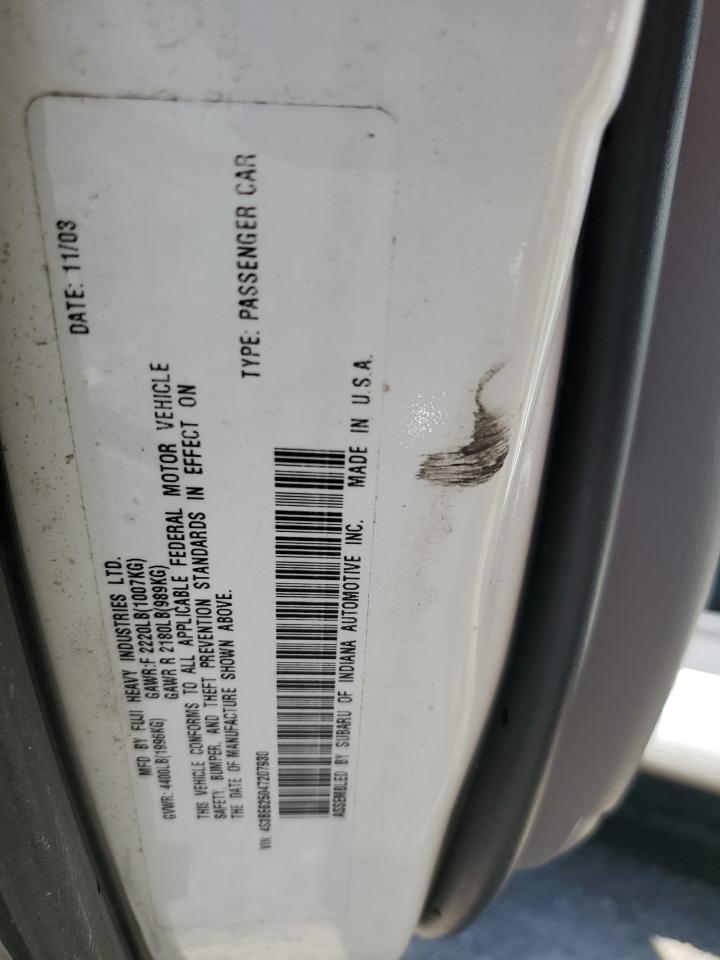 MFD BY FUJI HEAVY INDUSTRIES LTD. DATE: 11/03
GVWR: 4400LB(1996KG) GAWR:F 2220LB(1007KG)
GAWR R 2180LB(989KG)
THIS VEHICLE CONFORMS TO ALL APPLICABLE FEDERAL MOTOR VEHICLE
SAFETY, BUMPER, AND THEFT PREVENTION STANDARDS IN EFFECT ON
THE DATE OF MANUFACTURE SHOWN ABOVE.
VIN: 4S3BE625047207930 TYPE: PASSENGER CAR
ASSEMBLED BY SUBARU OF INDIANA AUTOMOTIVE INC. MADE IN U.S.A.